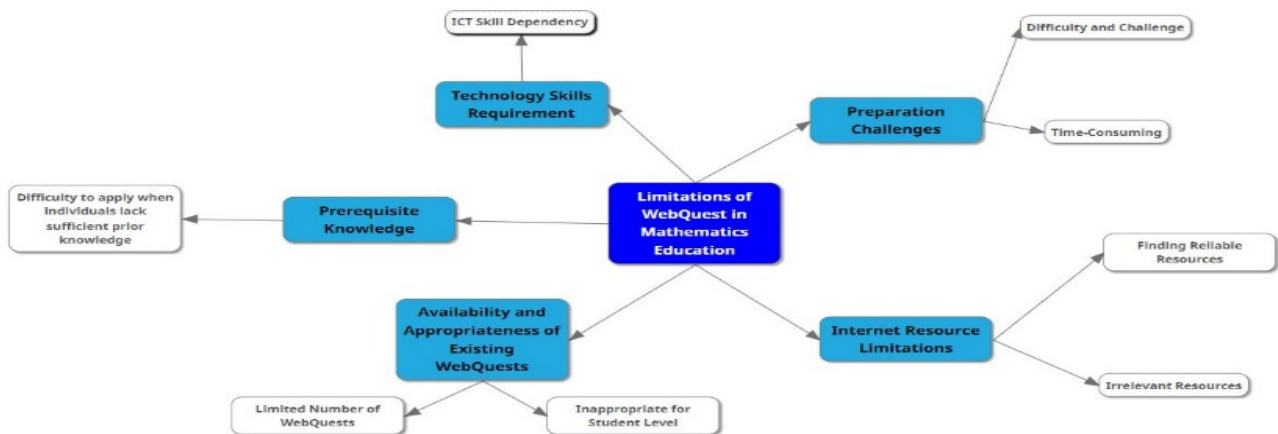 ICT Skill Dependency
Technology Skills
Requirement
Difficulty and Challenge
Preparation
Challenges
Time-Consuming
Limitations of
WebQuest in
Mathematics
Education
Difficulty to apply when
individuals lack
sufficient prior
knowledge
Prerequisite
Knowledge
Finding Reliable
Resources
Availability and
Appropriateness of
Existing
WebQuests
Internet Resource
Limitations
Irrelevant Resources
Limited Number of
WebQuests
Inappropriate for
Student Level